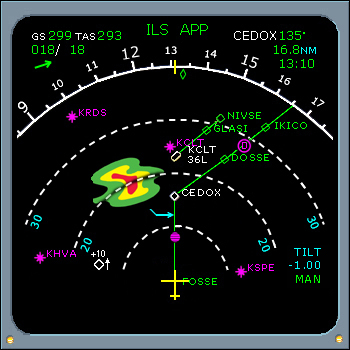 ILS APP
GS 299 TAS 293
018/ 18
CEDOX 135°
16.8NM
13:10
9
10
11
12
13
14
15
16
17
KRDS
NIVSE
GLASI
IKICO
KCLT
KCLT
36L
DOSSE
CEDOX
30
30
20
20
KHVA
+10
FOSSE
KSPE
TILT
-1.00
MAN